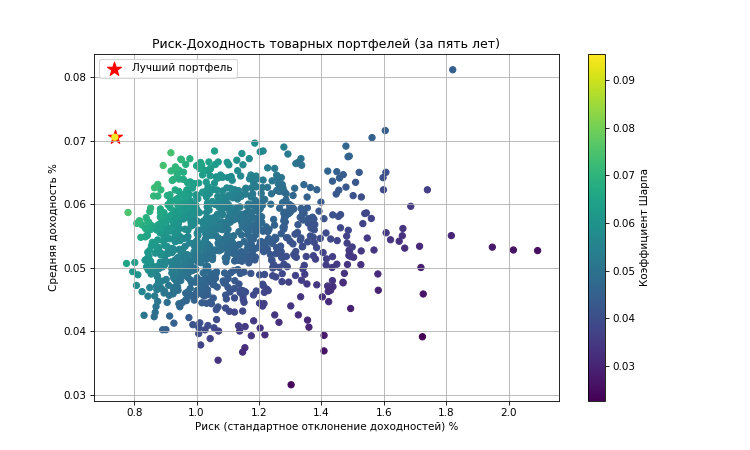 Риск-Доходность товарных портфелей (за пять лет)
Лучший портфель
Средняя доходность %
0.08
0.07
0.06
0.05
0.04
0.03
0.8 1.0 1.2 1.4 1.6 1.8 2.0
Риск (стандартное отклонение доходностей) %
0.09
0.08
0.07
0.06
0.05
0.04
0.03
Коэффициент Шарпа